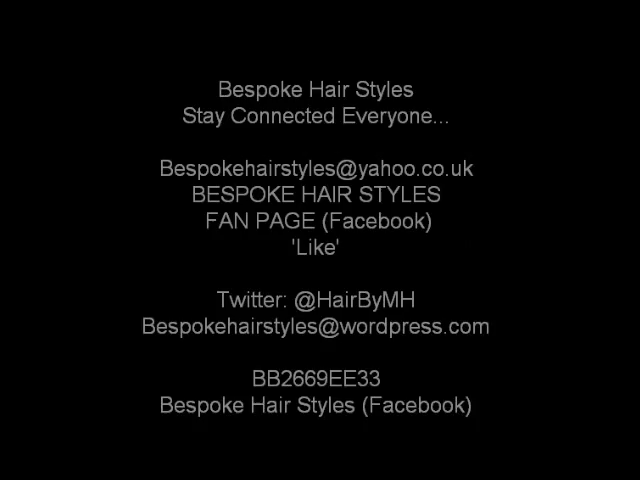 Bespoke Hair Styles
Stay Connected Everyone...
Bespokehairstyles@yahoo.co.uk
BESPOKE HAIR STYLES
FAN PAGE (Facebook)
'Like'
Twitter: @HairByMH
Bespokehairstyles@wordpress.com
BB2669EE33
Bespoke Hair Styles (Facebook)